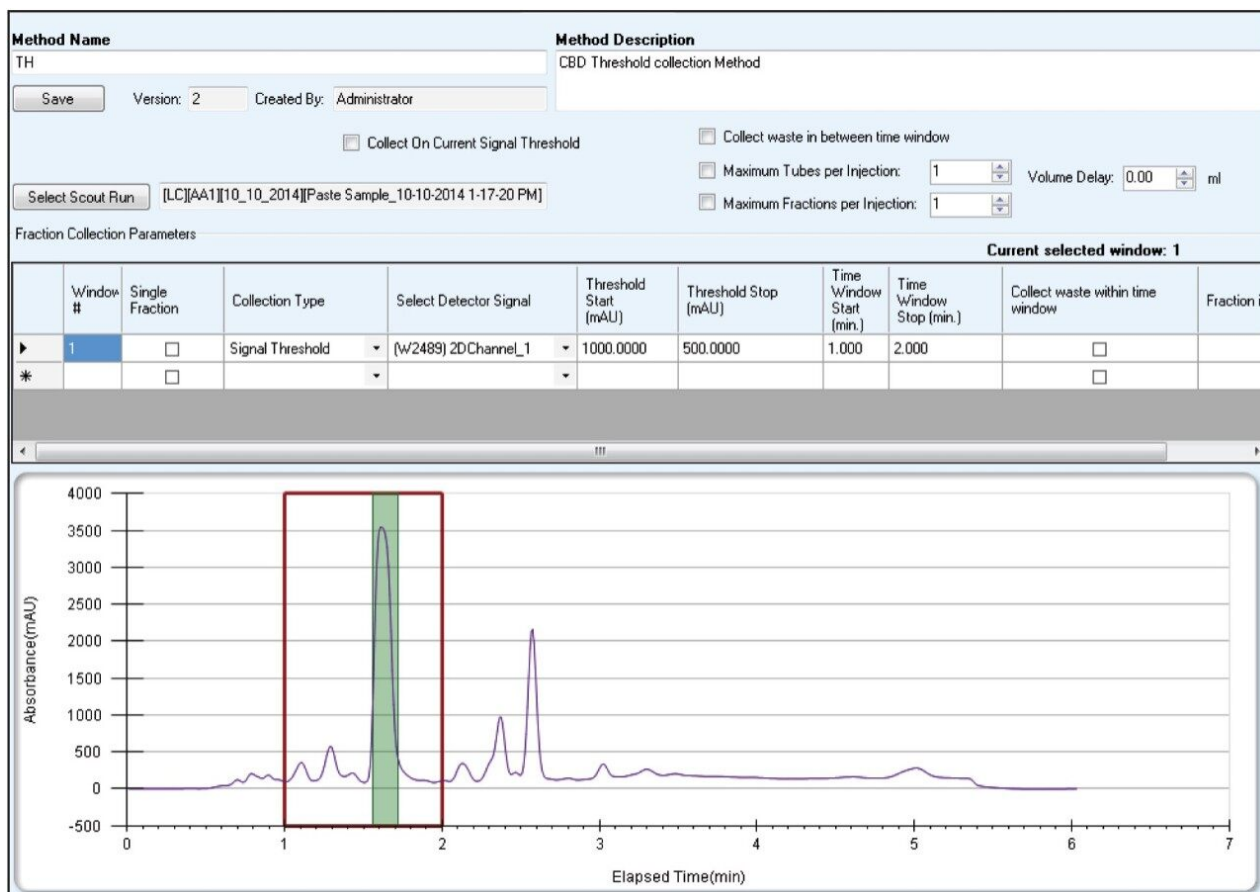 Method Name
Method Description
TH
CBD Threshold collection Method
Save Version: 2 Created By: Administrator
Collect On Current Signal Threshold
Collect waste in between time window
Maximum Tubes per Injection: 1 Volume Delay: 0.00 ml
Select Scout Run [LC][AA1][10_10_2014][Paste Sample_10-10-2014 1-17-20 PM]
Maximum Fractions per Injection: 1
Fraction Collection Parameters
Current selected window: 1
Window # Single Fraction Collection Type Select Detector Signal Threshold Start (mAU) Threshold Stop (mAU) Time Window Start (min.) Time Window Stop (min.) Collect waste within time window Fraction i
1 Signal Threshold (W2489) 2DChannel_1 1000.0000 500.0000 1.000 2.000
*
4000
3500
3000
2500
2000
1500
1000
500
0
-500
Absorbance(mAU)
0 1 2 3 4 5 6 7
Elapsed Time(min)